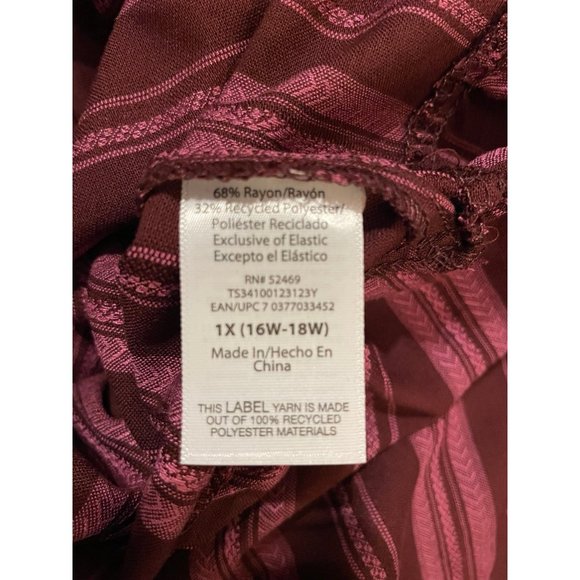 68% Rayon/Rayón
32% Recycled Polyester/
Poliéster Reciclado
Exclusive of Elastic
Excepto el Elástico
RN# 52469
TS34100123123Y
EAN/UPC 7 0377033452
1X (16W-18W)
Made In/Hecho En
China
THIS LABEL YARN IS MADE
OUT OF 100% RECYCLED
POLYESTER MATERIALS